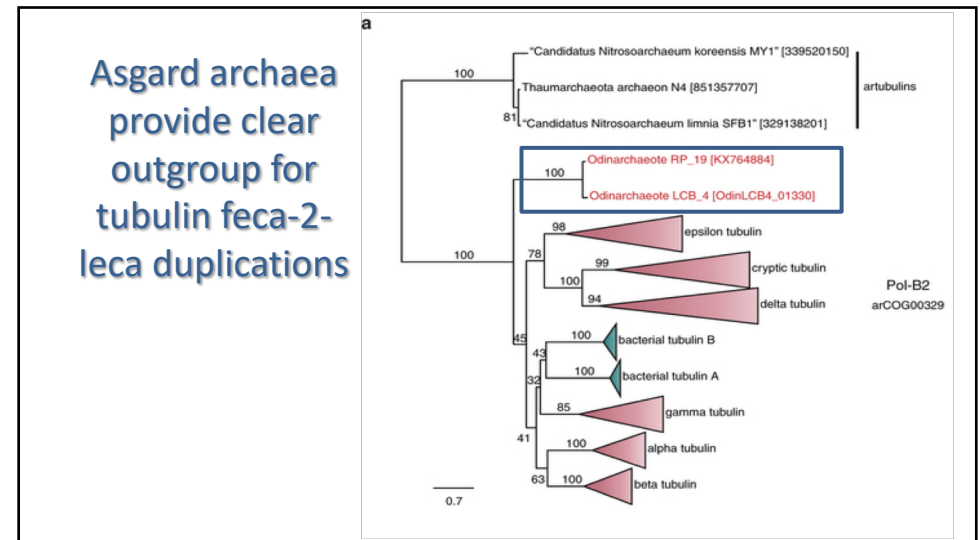 Asgard archaea
provide clear
outgroup for
tubulin feca-2-
leca duplications
a
"Candidatus Nitrosoarchaeum koreensis MY1" [339520150]
100
Thaumarchaeota archaeon N4 [851357707]
artubulins
81
"Candidatus Nitrosoarchaeum limnia SFB1" [329138201]
Odinarchaeote RP_19 [KX764884]
100
Odinarchaeote LCB_4 [OdinLCB4_01330]
98
epsilon tubulin
100
78
99
cryptic tubulin
100
Pol-B2
94
delta tubulin
arCOG00329
45
100
bacterial tubulin B
43
100
bacterial tubulin A
32
85
gamma tubulin
41
100
alpha tubulin
63
100
beta tubulin
0.7